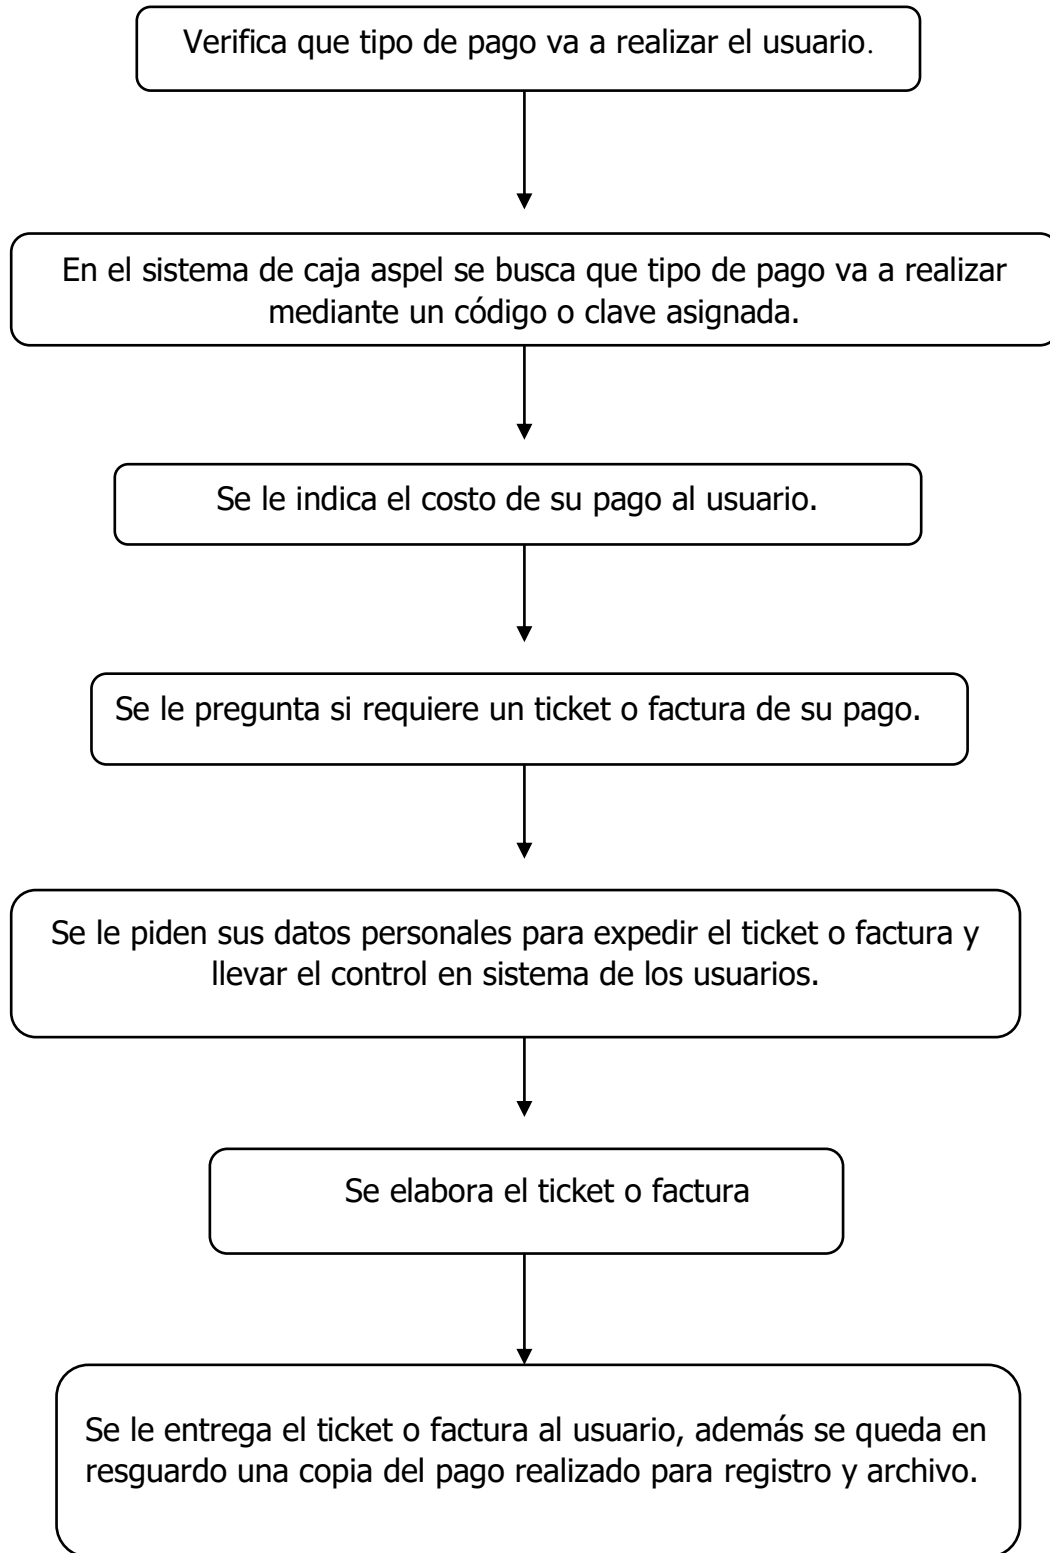 Verifica que tipo de pago va a realizar el usuario.
En el sistema de caja aspel se busca que tipo de pago va a realizar
mediante un código o clave asignada.
Se le indica el costo de su pago al usuario.
Se le pregunta si requiere un ticket o factura de su pago.
Se le piden sus datos personales para expedir el ticket o factura y
llevar el control en sistema de los usuarios.
Se elabora el ticket o factura
Se le entrega el ticket o factura al usuario, además se queda en
resguardo una copia del pago realizado para registro y archivo.